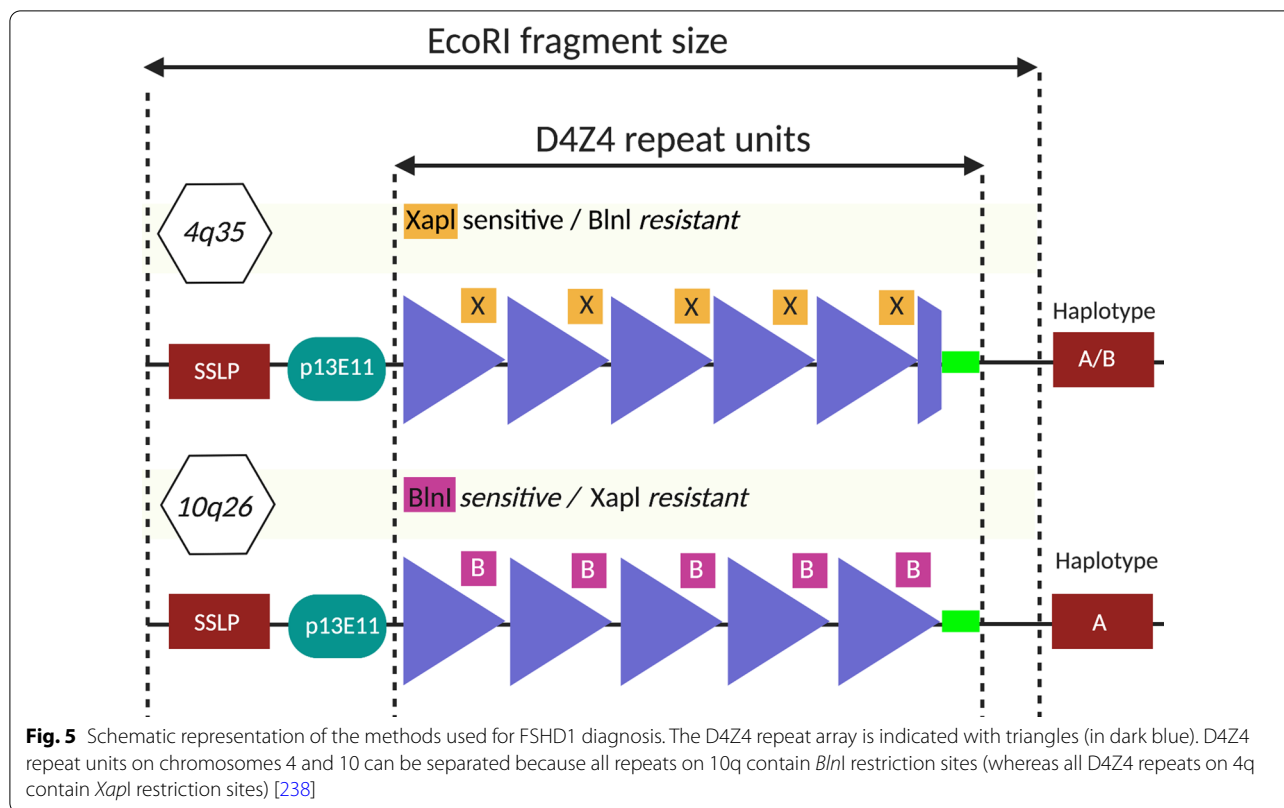 EcoRI fragment size
D4Z4 repeat units
4q35
XapI sensitive / BlnI resistant
X X X X X
Haplotype
SSLP p13E11 A/B
10q26
BlnI sensitive / XapI resistant
B B B B B
Haplotype
SSLP p13E11 A
Fig. 5 Schematic representation of the methods used for FSHD1 diagnosis. The D4Z4 repeat array is indicated with triangles (in dark blue). D4Z4
repeat units on chromosomes 4 and 10 can be separated because all repeats on 10q contain BlnI restriction sites (whereas all D4Z4 repeats on 4q
contain XapI restriction sites) [238]